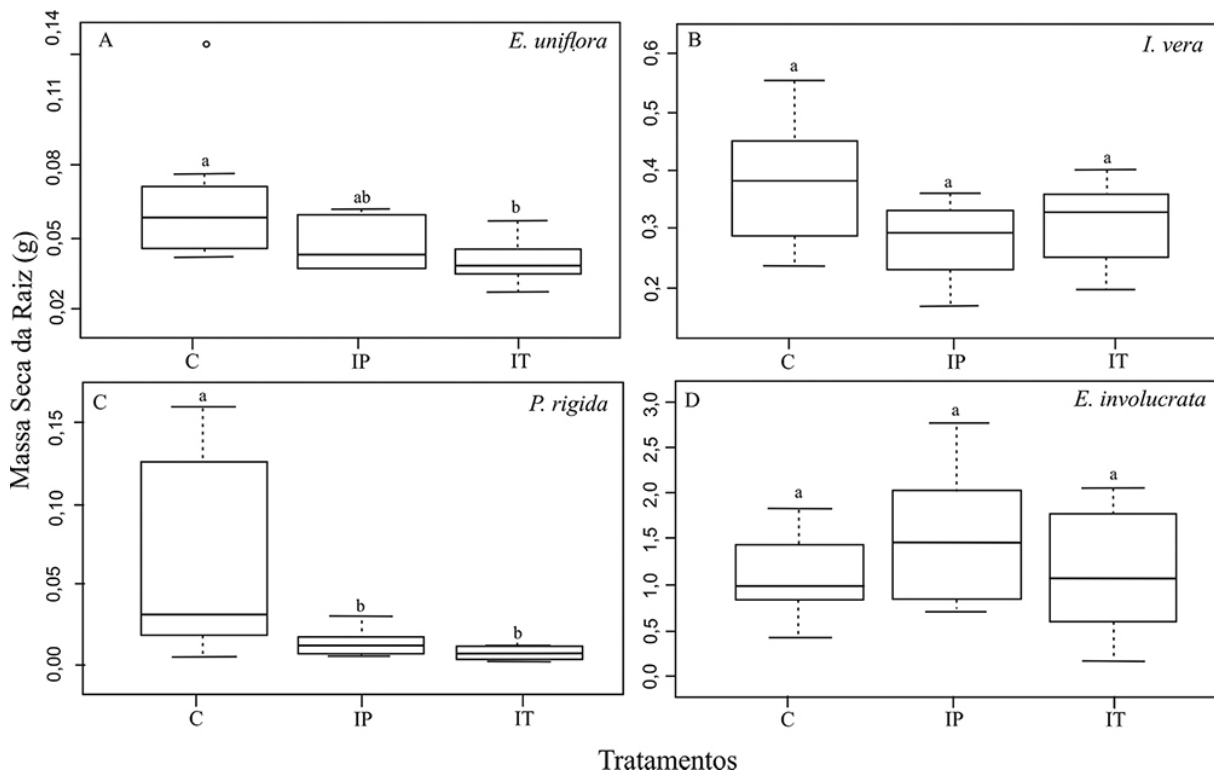 Massa Seca da Raiz (g)
A
E. uniflora
0,14
0,11
0,08
0,05
0,02
a
ab
b
C
IP
IT
B
I. vera
0,6
0,5
0,4
0,3
0,2
a
a
a
C
IP
IT
C
P. rigida
0,15
0,10
0,05
0,00
a
b
b
C
IP
IT
D
E. involucrata
3,0
2,5
2,0
1,5
1,0
0,5
0,0
a
a
a
C
IP
IT
Tratamentos